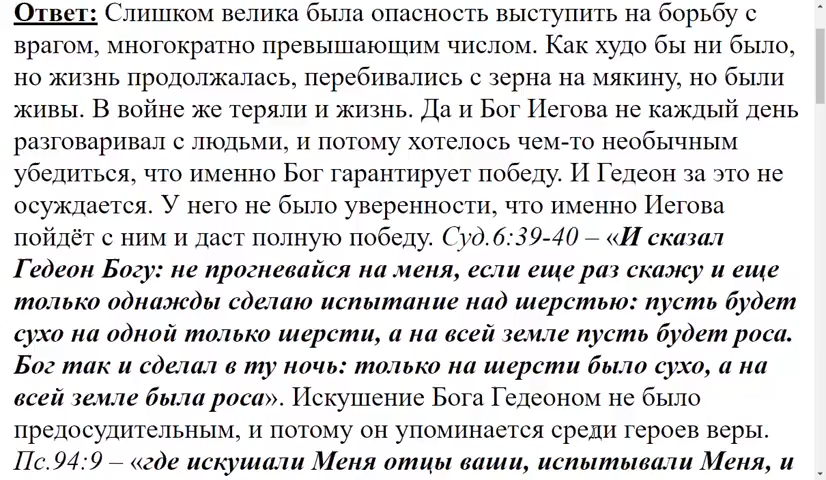 Ответ: Слишком велика была опасность выступить на борьбу с
врагом, многократно превышающим числом. Как худо бы ни было,
но жизнь продолжалась, перебивались с зерна на мякину, но были
живы. В войне же теряли и жизнь. Да и Бог Иегова не каждый день
разговаривал с людьми, и потому хотелось чем-то необычным
убедиться, что именно Бог гарантирует победу. И Гедеон за это не
осуждается. У него не было уверенности, что именно Иегова
пойдёт с ним и даст полную победу. Суд.6:39-40 – «И сказал
Гедеон Богу: не прогневайся на меня, если еще раз скажу и еще
только однажды сделаю испытание над шерстью: пусть будет
сухо на одной только шерсти, а на всей земле пусть будет роса.
Бог так и сделал в ту ночь: только на шерсти было сухо, а на
всей земле была роса». Искушение Бога Гедеоном не было
предосудительным, и потому он упоминается среди героев веры.
Пс.94:9 – «где искушали Меня отцы ваши, испытывали Меня, и